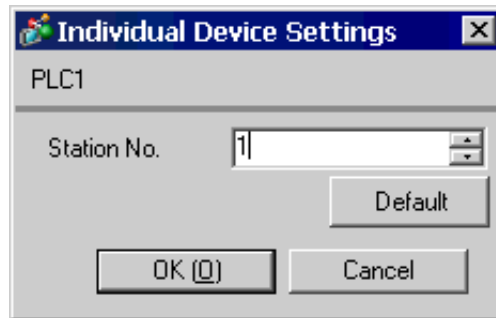 Individual Device Settings
PLC1
Station No. 1
Default
OK (O) Cancel